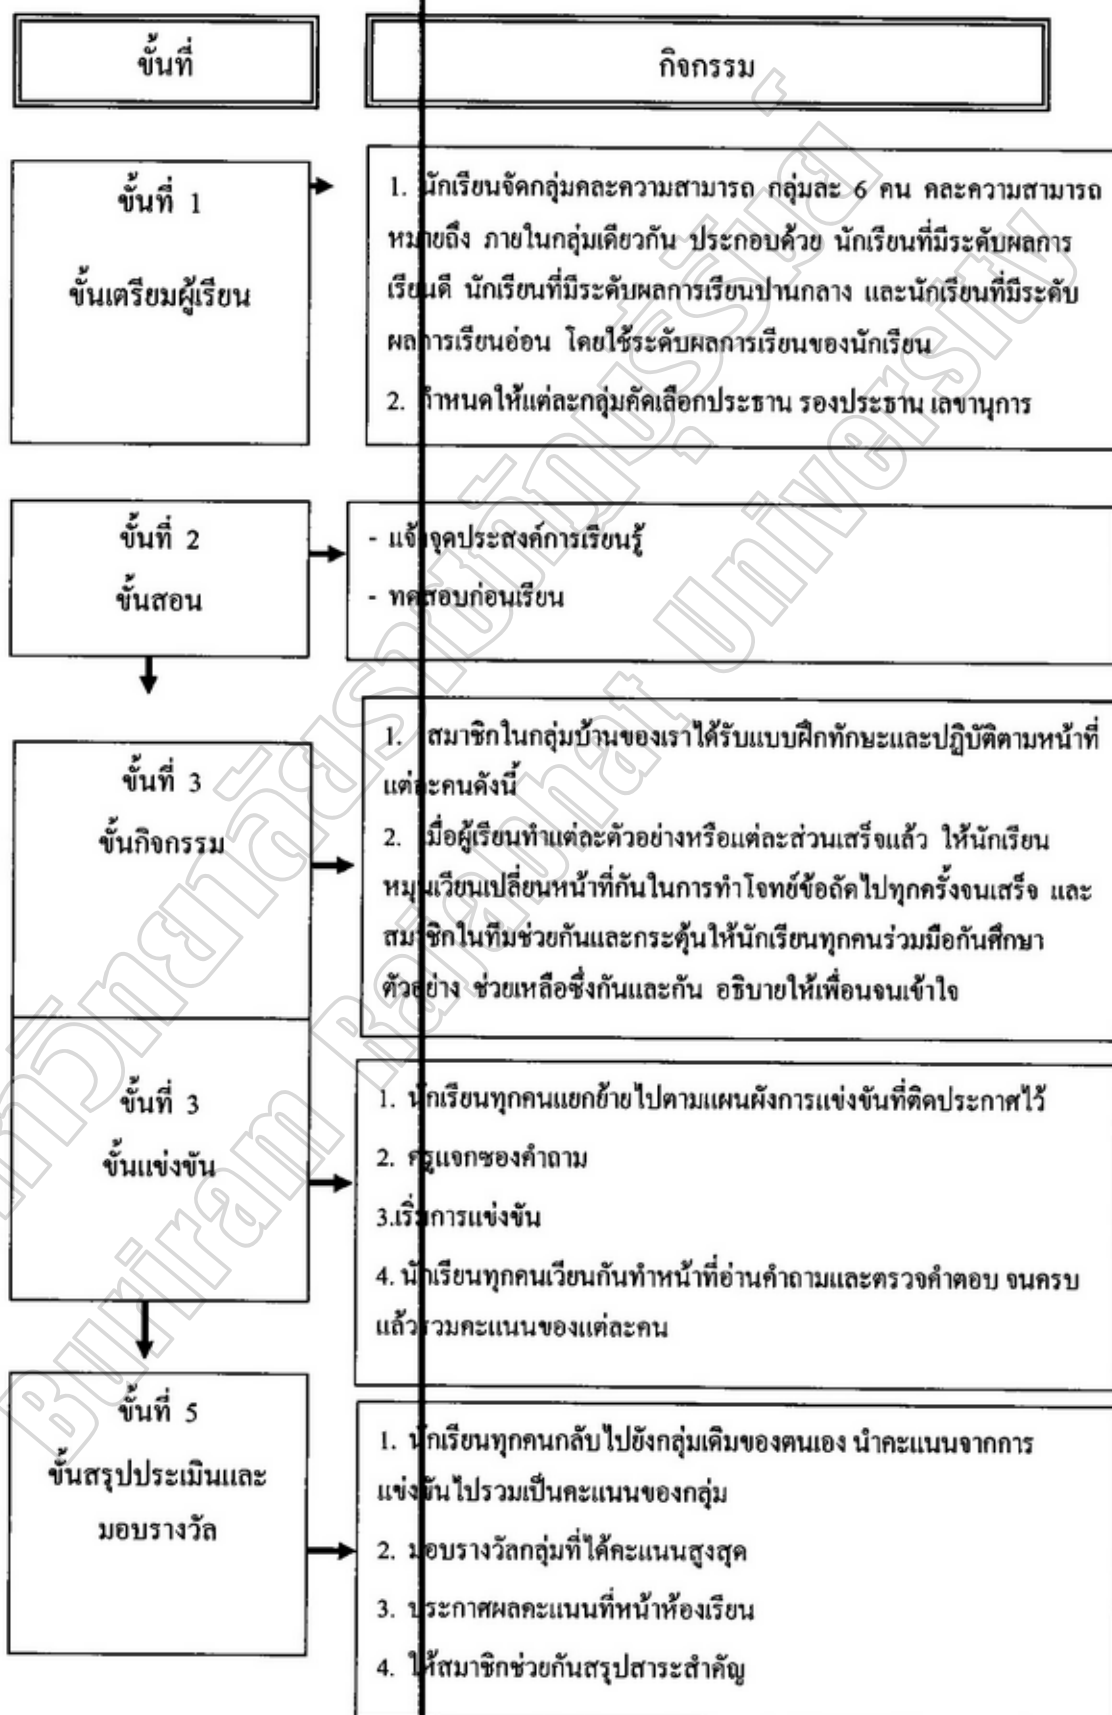 ขั้นที่
กิจกรรม
ขั้นที่ 1
ขั้นเตรียมผู้เรียน
1. นักเรียนจัดกลุ่มคละความสามารถ กลุ่มละ 6 คน คละความสามารถ
หมายถึง ภายในกลุ่มเดียวกัน ประกอบด้วย นักเรียนที่มีระดับผลการ
เรียนดี นักเรียนที่มีระดับผลการเรียนปานกลาง และนักเรียนที่มีระดับ
ผลการเรียนอ่อน โดยใช้ระดับผลการเรียนของนักเรียน
2. กำหนดให้แต่ละกลุ่มคัดเลือกประธาน รองประธาน เลขานุการ
ขั้นที่ 2
ขั้นสอน
- แจ้งจุดประสงค์การเรียนรู้
- ทดสอบก่อนเรียน
ขั้นที่ 3
ขั้นกิจกรรม
1. สมาชิกในกลุ่มบ้านของเราได้รับแบบฝึกทักษะและปฏิบัติตามหน้าที่
แต่ละคนดังนี้
2. เมื่อผู้เรียนทำแต่ละตัวอย่างหรือแต่ละส่วนเสร็จแล้ว ให้นักเรียน
หมุนเวียนเปลี่ยนหน้าที่กันในการทำโจทย์ข้อถัดไปทุกครั้งจนเสร็จ และ
สมาชิกในทีมช่วยกันและกระตุ้นให้นักเรียนทุกคนร่วมมือกันศึกษา
ตัวอย่าง ช่วยเหลือซึ่งกันและกัน อธิบายให้เพื่อนจนเข้าใจ
ขั้นที่ 3
ขั้นแข่งขัน
1. นักเรียนทุกคนแยกย้ายไปตามแผนผังการแข่งขันที่ติดประกาศไว้
2. ครูแจกซองคำถาม
3.เริ่มการแข่งขัน
4. นักเรียนทุกคนเวียนกันทำหน้าที่อ่านคำถามและตรวจคำตอบ จนครบ
แล้วรวมคะแนนของแต่ละคน
ขั้นที่ 5
ขั้นสรุปประเมินและ
มอบรางวัล
1. นักเรียนทุกคนกลับไปยังกลุ่มเดิมของตนเอง นำคะแนนจากการ
แข่งขันไปรวมเป็นคะแนนของกลุ่ม
2. มอบรางวัลกลุ่มที่ได้คะแนนสูงสุด
3. ประกาศผลคะแนนที่หน้าห้องเรียน
4. ให้สมาชิกช่วยกันสรุปสาระสำคัญ
Buriram Rajabhat University